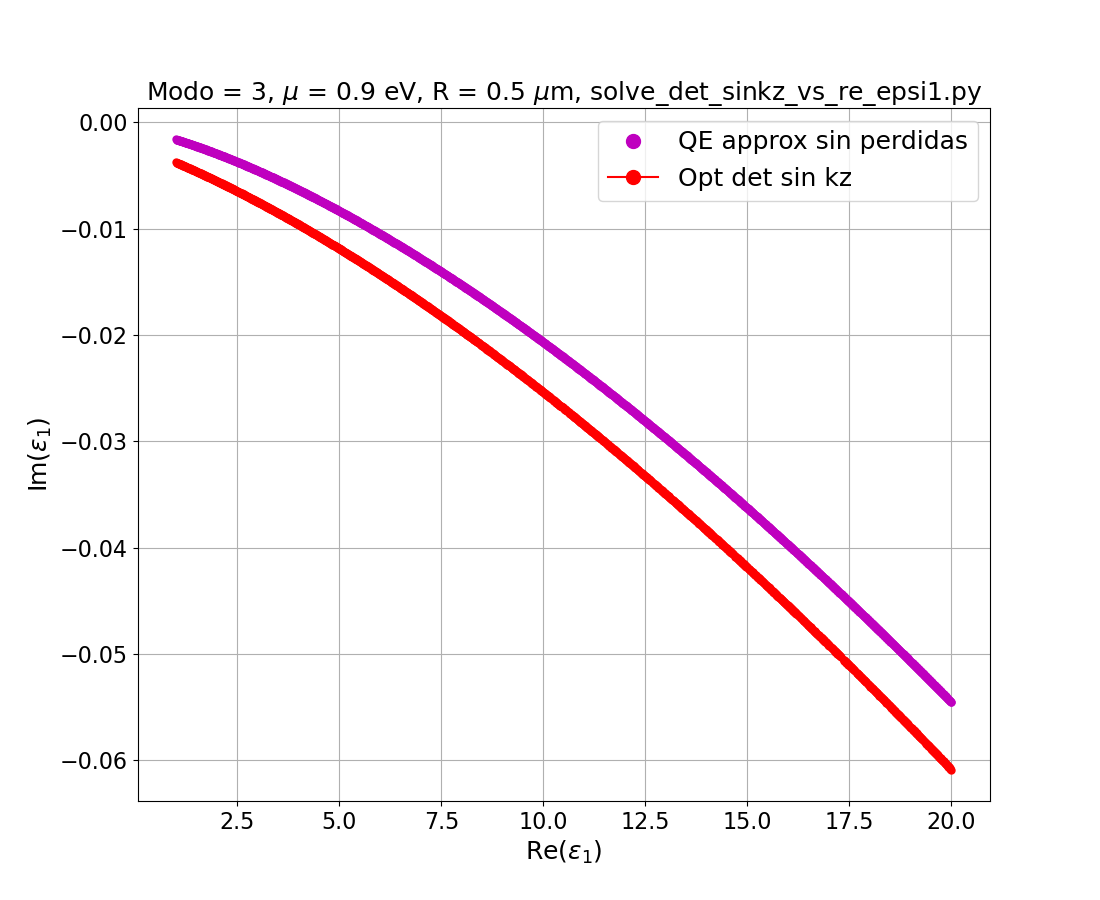 Modo = 3, μ = 0.9 eV, R = 0.5 μm, solve_det_sinkz_vs_re_epsi1.py
QE approx sin perdidas
Opt det sin kz
0.00
−0.01
−0.02
−0.03
−0.04
−0.05
−0.06
Im(ε₁)
2.5 5.0 7.5 10.0 12.5 15.0 17.5 20.0
Re(ε₁)